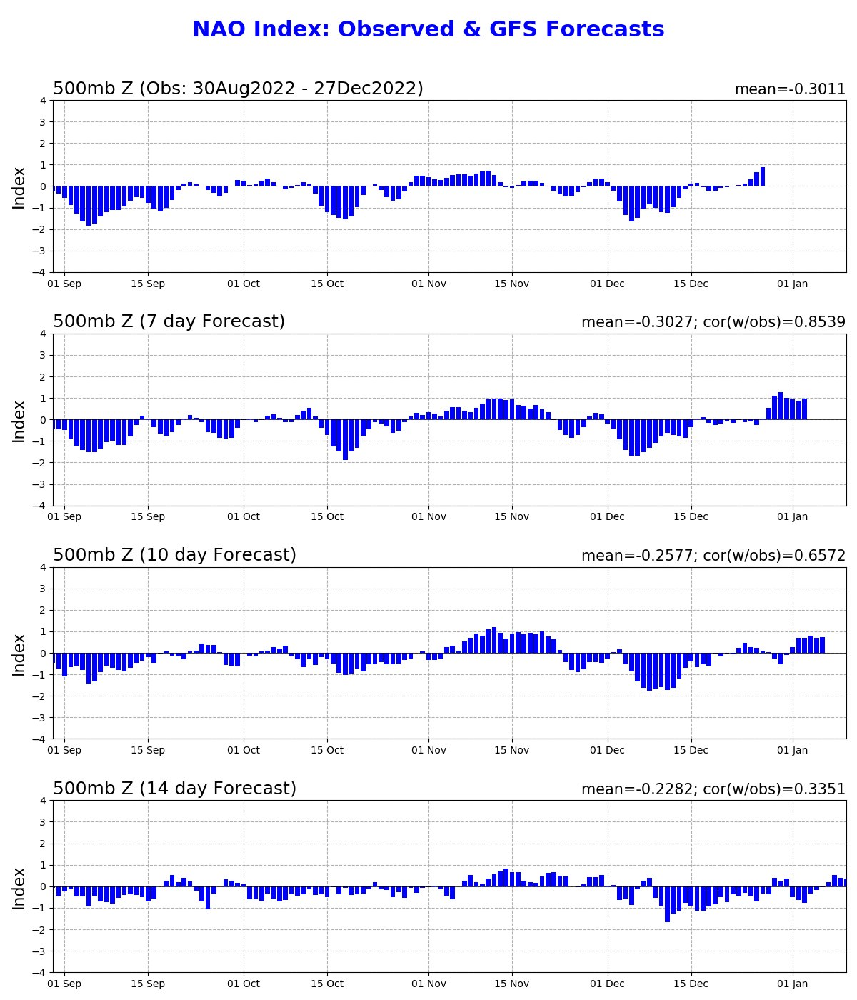 NAO Index: Observed & GFS Forecasts
500mb Z (Obs: 30Aug2022 - 27Dec2022) mean=-0.3011
4
3
2
1
0
−1
−2
−3
−4
Index
01 Sep 15 Sep 01 Oct 15 Oct 01 Nov 15 Nov 01 Dec 15 Dec 01 Jan
500mb Z (7 day Forecast) mean=-0.3027; cor(w/obs)=0.8539
4
3
2
1
0
−1
−2
−3
−4
Index
01 Sep 15 Sep 01 Oct 15 Oct 01 Nov 15 Nov 01 Dec 15 Dec 01 Jan
500mb Z (10 day Forecast) mean=-0.2577; cor(w/obs)=0.6572
4
3
2
1
0
−1
−2
−3
−4
Index
01 Sep 15 Sep 01 Oct 15 Oct 01 Nov 15 Nov 01 Dec 15 Dec 01 Jan
500mb Z (14 day Forecast) mean=-0.2282; cor(w/obs)=0.3351
4
3
2
1
0
−1
−2
−3
−4
Index
01 Sep 15 Sep 01 Oct 15 Oct 01 Nov 15 Nov 01 Dec 15 Dec 01 Jan